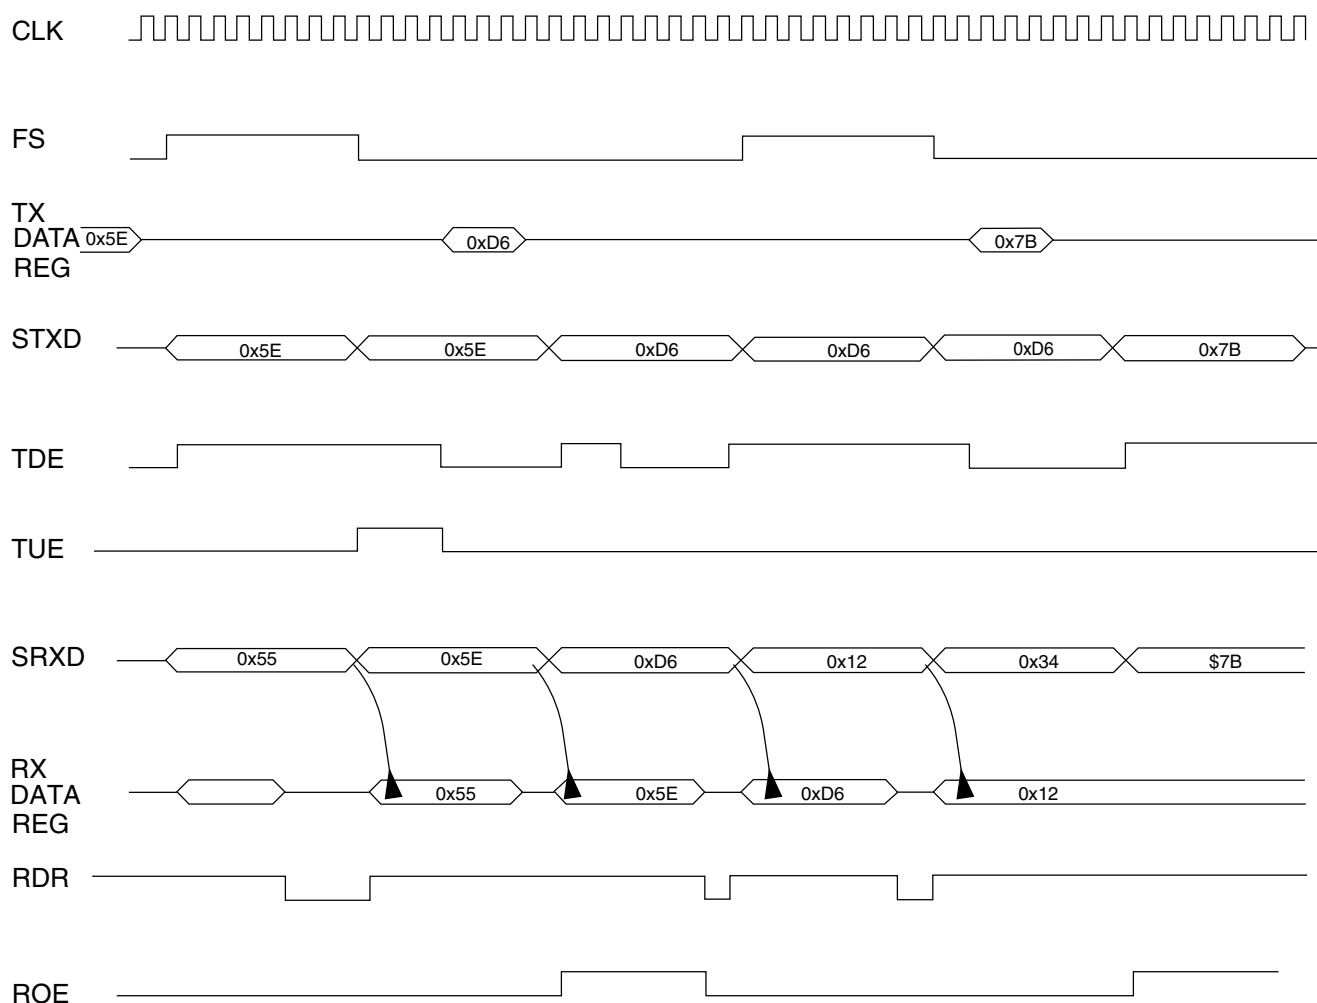 CLK
FS
TX
DATA 0x5E 0xD6 0x7B
REG
STXD 0x5E 0x5E 0xD6 0xD6 0xD6 0x7B
TDE
TUE
SRXD 0x55 0x5E 0xD6 0x12 0x34 $7B
RX
DATA 0x55 0x5E 0xD6 0x12
REG
RDR
ROE